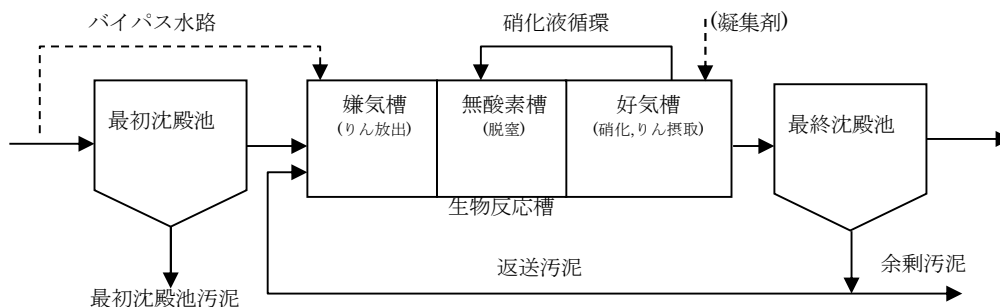 バイパス水路
硝化液循環
(凝集剤)
最初沈殿池
嫌気槽
(りん放出)
無酸素槽
(脱窒)
好気槽
(硝化,りん摂取)
最終沈殿池
生物反応槽
返送汚泥
余剰汚泥
最初沈殿池汚泥